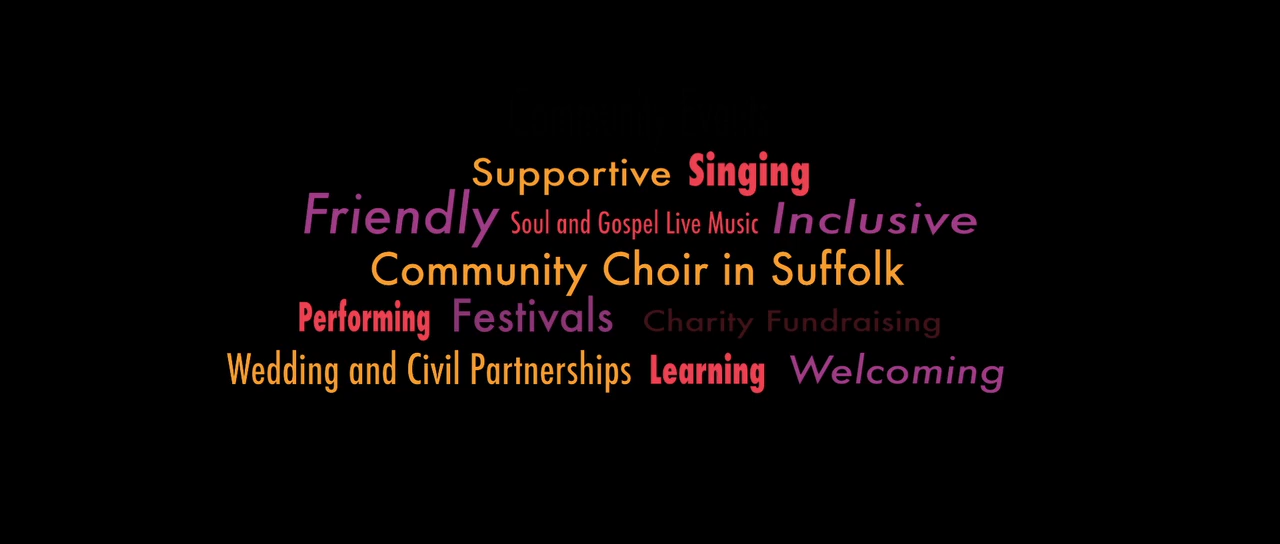 Supportive Singing
Friendly Soul and Gospel Live Music Inclusive
Community Choir in Suffolk
Performing Festivals Charity Fundraising
Wedding and Civil Partnerships Learning Welcoming